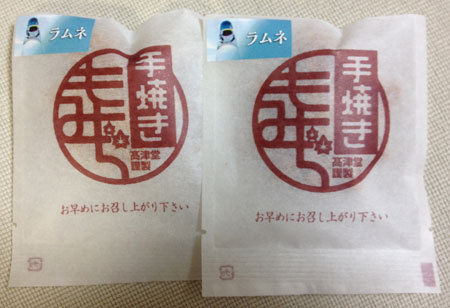 ラムネ
手焼き
高津堂
謹製
お早めにお召し上がり下さい
ラムネ
手焼き
高津堂
謹製
お早めにお召し上がり下さい